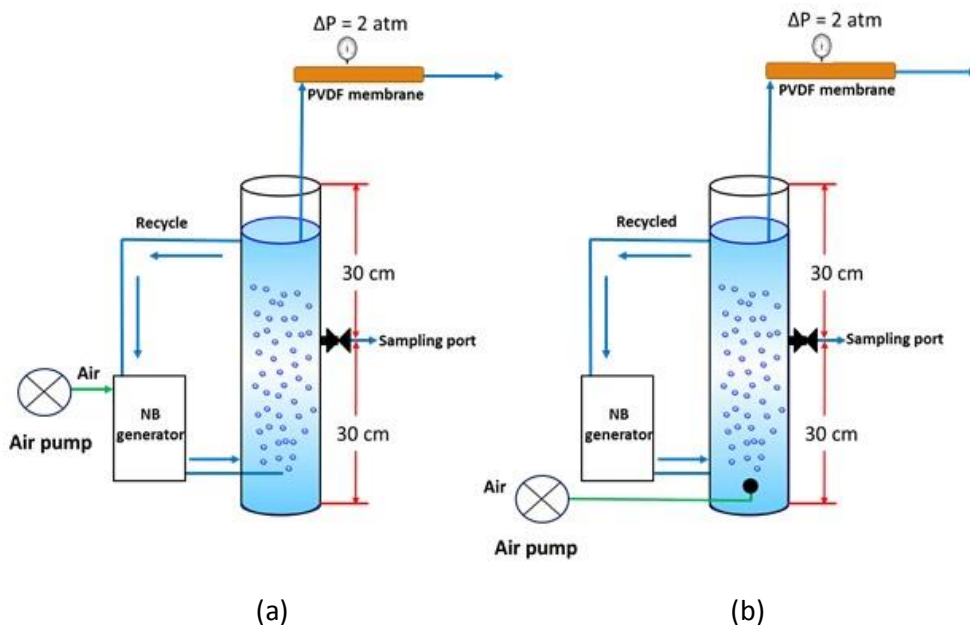 ΔP = 2 atm
PVDF membrane
Recycle
30 cm
Sampling port
Air
Air pump
NB
generator
30 cm
(a)
ΔP = 2 atm
PVDF membrane
Recycled
30 cm
Sampling port
NB
generator
30 cm
Air
Air pump
(b)